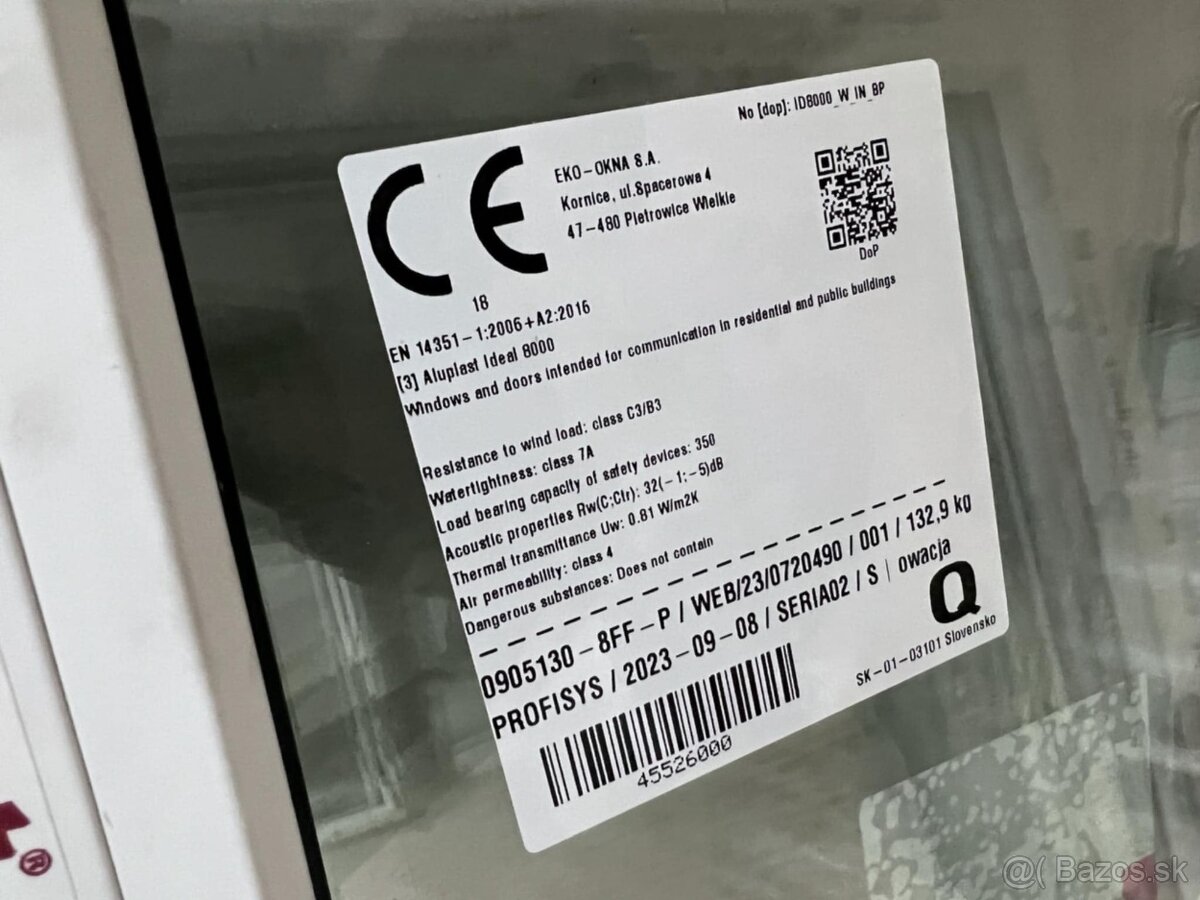 No [dop]: ID8000_W_IN_BP
CE
EKO-OKNA S.A.
Kornice, ul.Spacerowa 4
47-480 Pietrowice Wielkie
DoP
18
EN 14351-1:2006+A2:2016
[3] Aluplast Ideal 8000
Windows and doors intended for communication in residential and public buildings
Resistance to wind load: class C3/B3
Watertightness: class 7A
Load bearing capacity of safety devices: 350
Acoustic properties Rw(C;Ctr): 32(-1;-5)dB
Thermal transmittance Uw: 0.81 W/m2K
Air permeability: class 4
Dangerous substances: Does not contain
0905130-8FF-P / WEB/23/0720490 / 001 / 132,9 kg
PROFISYS / 2023-09-08 / SERIA02 / S | owacja
Q
SK-01-03101 Slovensko
45526000
®
@( Bazos.sk